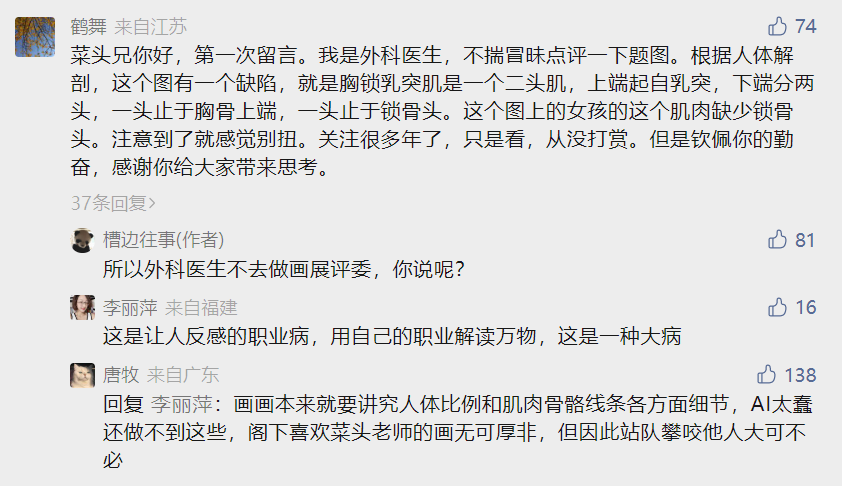 鹤舞 来自江苏 74
菜头兄你好，第一次留言。我是外科医生，不揣冒昧点评一下题图。根据人体解
剖，这个图有一个缺陷，就是胸锁乳突肌是一个二头肌，上端起自乳突，下端分两
头，一头止于胸骨上端，一头止于锁骨头。这个图上的女孩的这个肌肉缺少锁骨
头。注意到了就感觉别扭。关注很多年了，只是看，从没打赏。但是钦佩你的勤
奋，感谢你给大家带来思考。
37条回复>
槽边往事(作者) 81
所以外科医生不去做画展评委，你说呢？
李丽萍 来自福建 16
这是让人反感的职业病，用自己的职业解读万物，这是一种大病
唐牧 来自广东 138
回复 李丽萍：画画本来就要讲究人体比例和肌肉骨骼线条各方面细节，AI太蠢
还做不到这些，阁下喜欢菜头老师的画无可厚非，但因此站队攀咬他人大可不
必